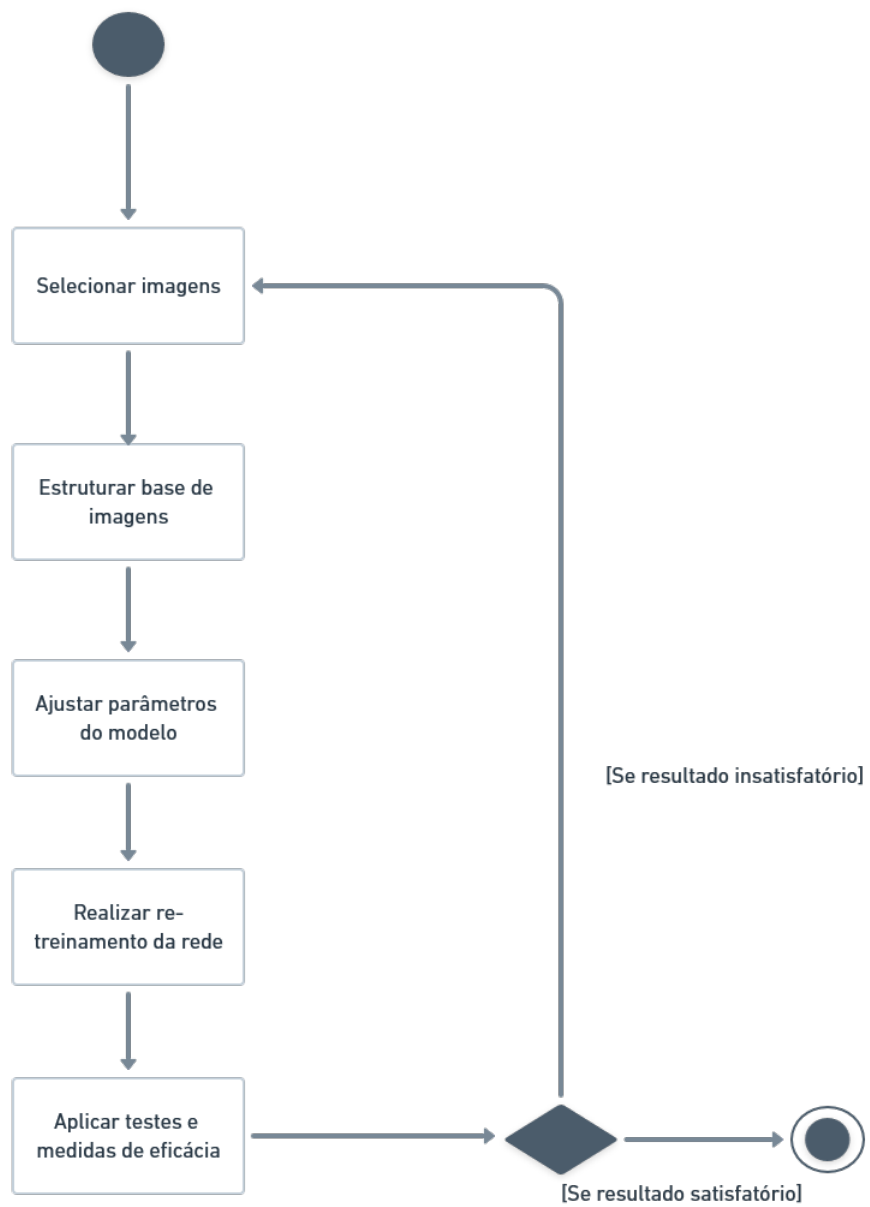 Selecionar imagens
Estruturar base de
imagens
Ajustar parâmetros
do modelo
[Se resultado insatisfatório]
Realizar re-
treinamento da rede
Aplicar testes e
medidas de eficácia
[Se resultado satisfatório]